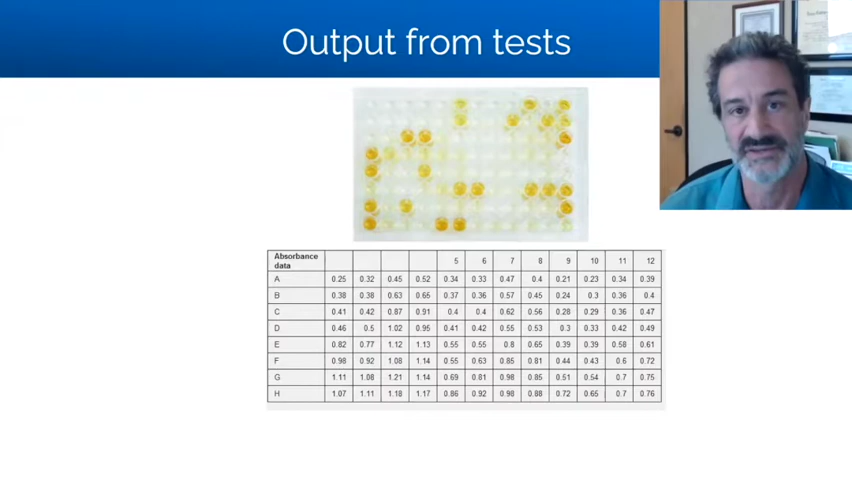 Output from tests
Absorbance data 5 6 7 8 9 10 11 12
A 0.25 0.32 0.45 0.52 0.34 0.33 0.47 0.4 0.21 0.23 0.34 0.39
B 0.38 0.38 0.63 0.65 0.37 0.36 0.57 0.45 0.24 0.3 0.36 0.4
C 0.41 0.42 0.87 0.91 0.4 0.4 0.62 0.56 0.28 0.29 0.36 0.47
D 0.46 0.5 1.02 0.95 0.41 0.42 0.55 0.53 0.3 0.33 0.42 0.49
E 0.82 0.77 1.12 1.13 0.55 0.55 0.8 0.65 0.39 0.39 0.58 0.61
F 0.98 0.92 1.08 1.14 0.55 0.63 0.85 0.81 0.44 0.43 0.6 0.72
G 1.11 1.08 1.21 1.14 0.69 0.81 0.98 0.85 0.51 0.54 0.7 0.75
H 1.07 1.11 1.18 1.17 0.86 0.92 0.98 0.88 0.72 0.65 0.7 0.76